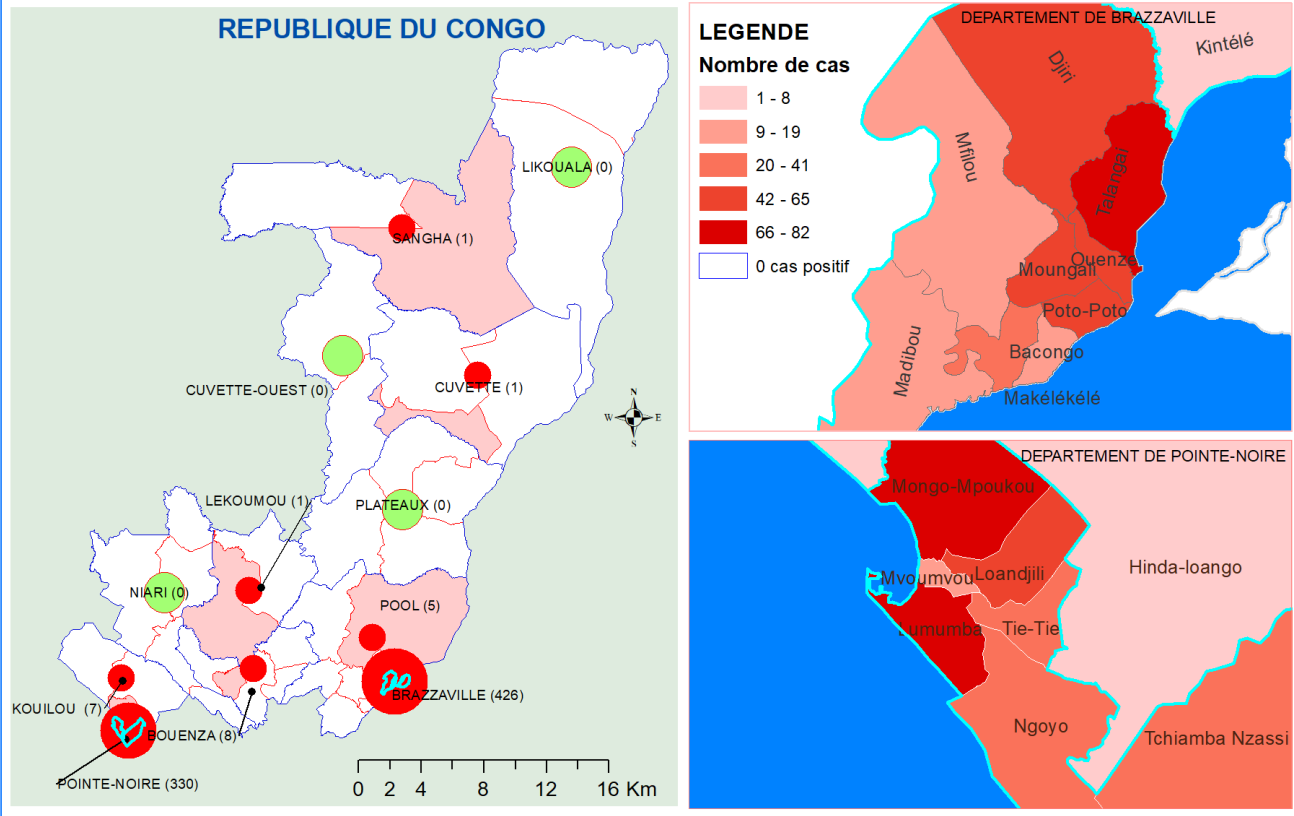 REPUBLIQUE DU CONGO
LIKOUALA (0)
SANGHA (1)
CUVETTE-OUEST (0)
CUVETTE (1)
N
W E
S
LEKOUMOU (1)
PLATEAUX (0)
NIARI (0)
POOL (5)
BRAZZAVILLE (426)
KOUILOU (7)
BOUENZA (8)
POINTE-NOIRE (330)
0 2 4 8 12 16 Km
LEGENDE
Nombre de cas
1 - 8
9 - 19
20 - 41
42 - 65
66 - 82
0 cas positif
DEPARTEMENT DE BRAZZAVILLE
Kintélé
Djiri
Mfilou
Talangaï
Ouenze
Moungali
Poto-Poto
Bacongo
Madibou
Makélékélé
DEPARTEMENT DE POINTE-NOIRE
Mongo-Mpoukou
Hinda-loango
Mvoumvou
Loandjili
Lumumba
Tie-Tie
Ngoyo
Tchiamba Nzassi